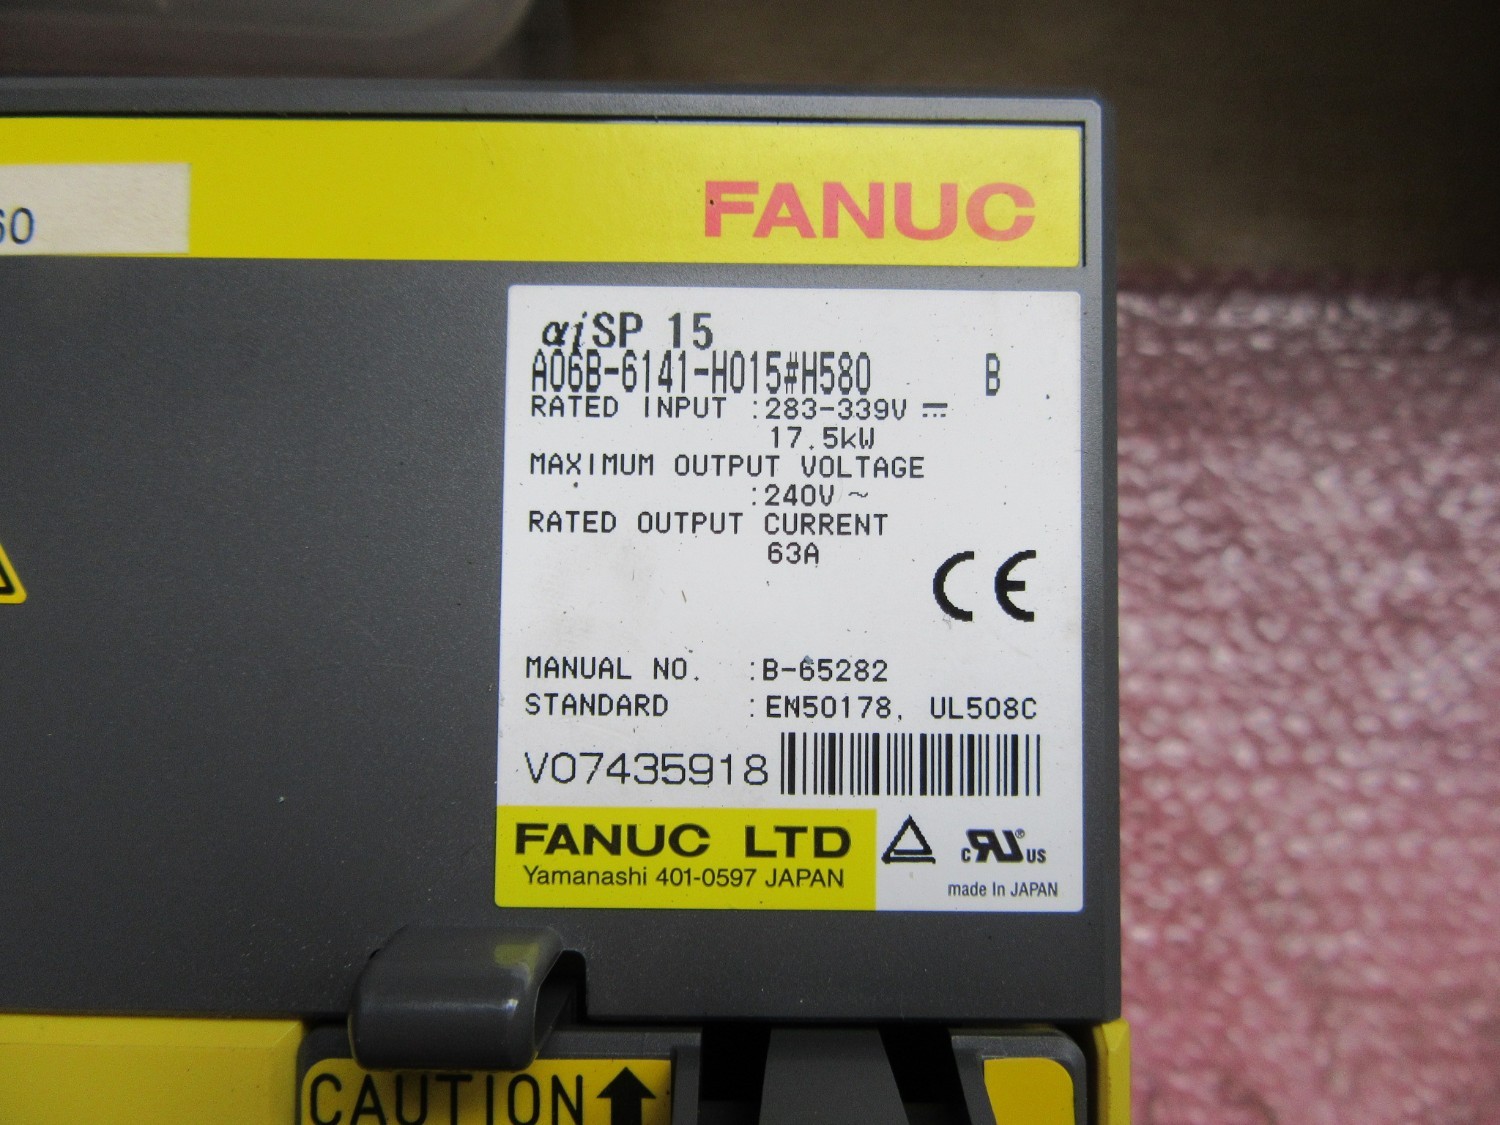 60
FANUC
αiSP 15
A06B-6141-H015#H580 B
RATED INPUT :283-339V ⎓
17.5kW
MAXIMUM OUTPUT VOLTAGE
:240V ~
RATED OUTPUT CURRENT
63A
CE
MANUAL NO. :B-65282
STANDARD :EN50178, UL508C
V07435918
FANUC LTD
Yamanashi 401-0597 JAPAN
c RU ® US
made In JAPAN
CAUTION